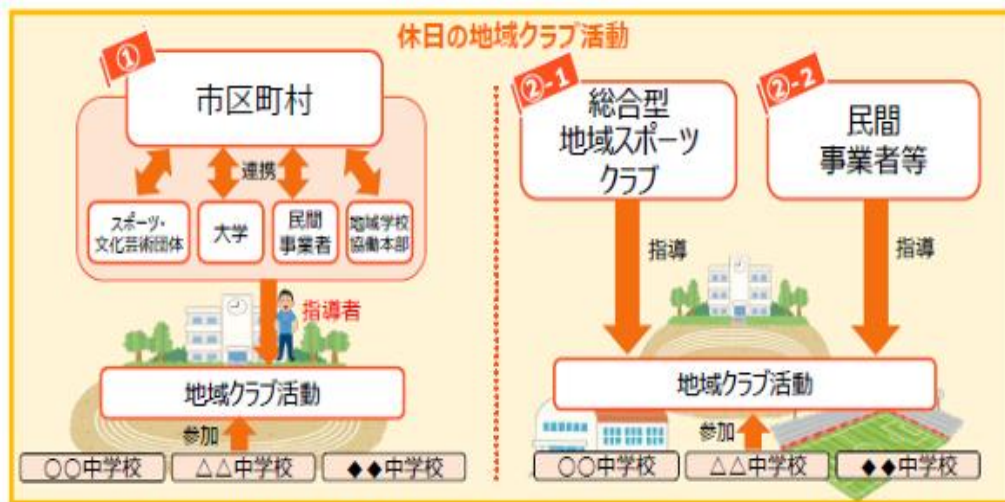 休日の地域クラブ活動
①
市区町村
連携
スポーツ・
文化芸術団体
大学
民間
事業者
地域学校
協働本部
指導者
地域クラブ活動
参加
○○中学校
△△中学校
◆◆中学校
②-1
総合型
地域スポーツ
クラブ
②-2
民間
事業者等
指導
指導
地域クラブ活動
参加
○○中学校
△△中学校
◆◆中学校